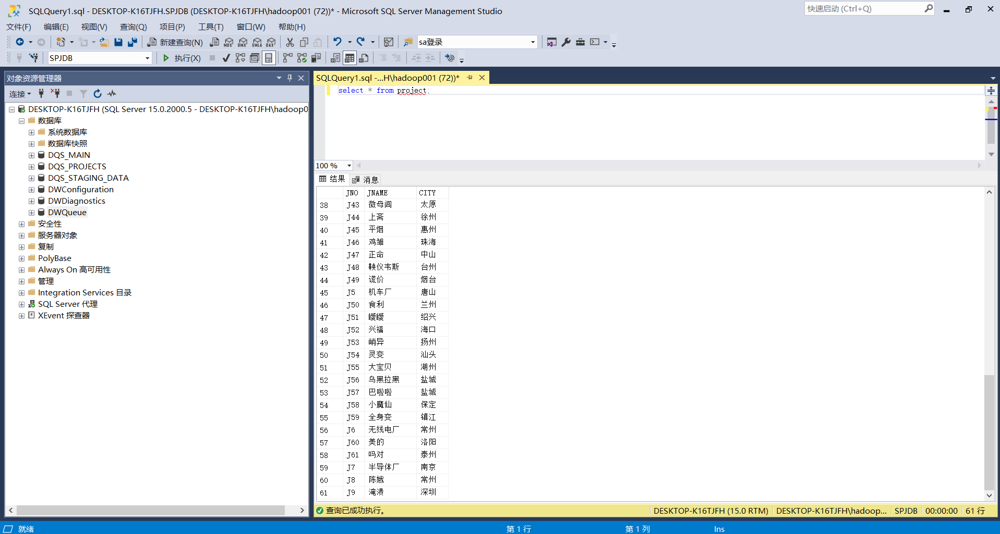 SQLQuery1.sql - DESKTOP-K16TJFH.SPJDB (DESKTOP-K16TJFH\hadoop001 (72))* - Microsoft SQL Server Management Studio
快速启动 (Ctrl+Q)
文件(F) 编辑(E) 视图(V) 查询(Q) 项目(P) 工具(T) 窗口(W) 帮助(H)
新建查询(N) MDX DMX XMLA DAX sa登录
SPJDB 执行(X)
对象资源管理器
连接
DESKTOP-K16TJFH (SQL Server 15.0.2000.5 - DESKTOP-K16TJFH\hadoop0
数据库
系统数据库
数据库快照
DQS_MAIN
DQS_PROJECTS
DQS_STAGING_DATA
DWConfiguration
DWDiagnostics
DWQueue
安全性
服务器对象
复制
PolyBase
Always On 高可用性
管理
Integration Services 目录
SQL Server 代理
XEvent 探查器
SQLQuery1.sql -...H\hadoop001 (72))*
select * from project;
100 %
结果 消息
JNO JNAME CITY
38 J43 微母闾 太原
39 J44 上斋 徐州
40 J45 平烟 惠州
41 J46 鸡雏 珠海
42 J47 正命 中山
43 J48 鞅仪韦斯 台州
44 J49 谎价 烟台
45 J5 机车厂 唐山
46 J50 食利 兰州
47 J51 暧暧 绍兴
48 J52 兴福 海口
49 J53 峭异 扬州
50 J54 灵变 汕头
51 J55 大宝贝 湖州
52 J56 乌黑拉黑 盐城
53 J57 巴啦啦 盐城
54 J58 小魔仙 保定
55 J59 全身变 镇江
56 J6 无线电厂 常州
57 J60 美的 洛阳
58 J61 吗对 泰州
59 J7 半导体厂 南京
60 J8 陈娥 常州
61 J9 淹渍 深圳
查询已成功执行。 DESKTOP-K16TJFH (15.0 RTM) DESKTOP-K16TJFH\hadoop... SPJDB 00:00:00 61 行
就绪 第 1 行 第 1 列 Ins